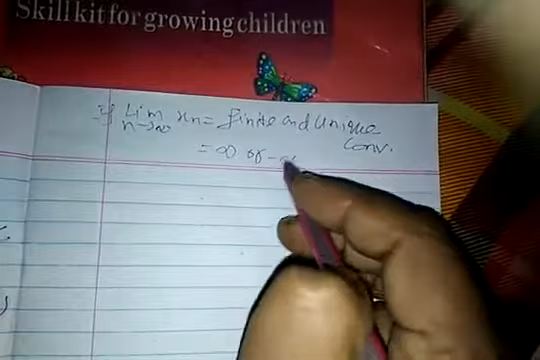 Skill kit for growing children
If Lim xn = finite and unique
n→∞ Conv.
= ∞ or -∞